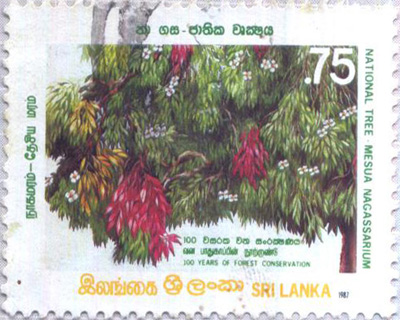 නා ගස - ජාතික වෘක්ෂය
.75
NATIONAL TREE - MESUA NAGASSARIUM
நாகமரம் - தேசிய மரம்
100 වසරක වන සංරක්ෂණය
வன பாதுகாப்பின் நூற்றாண்டு
100 YEARS OF FOREST CONSERVATION
இலங்கை ශ්‍රී ලංකා SRI LANKA
1987